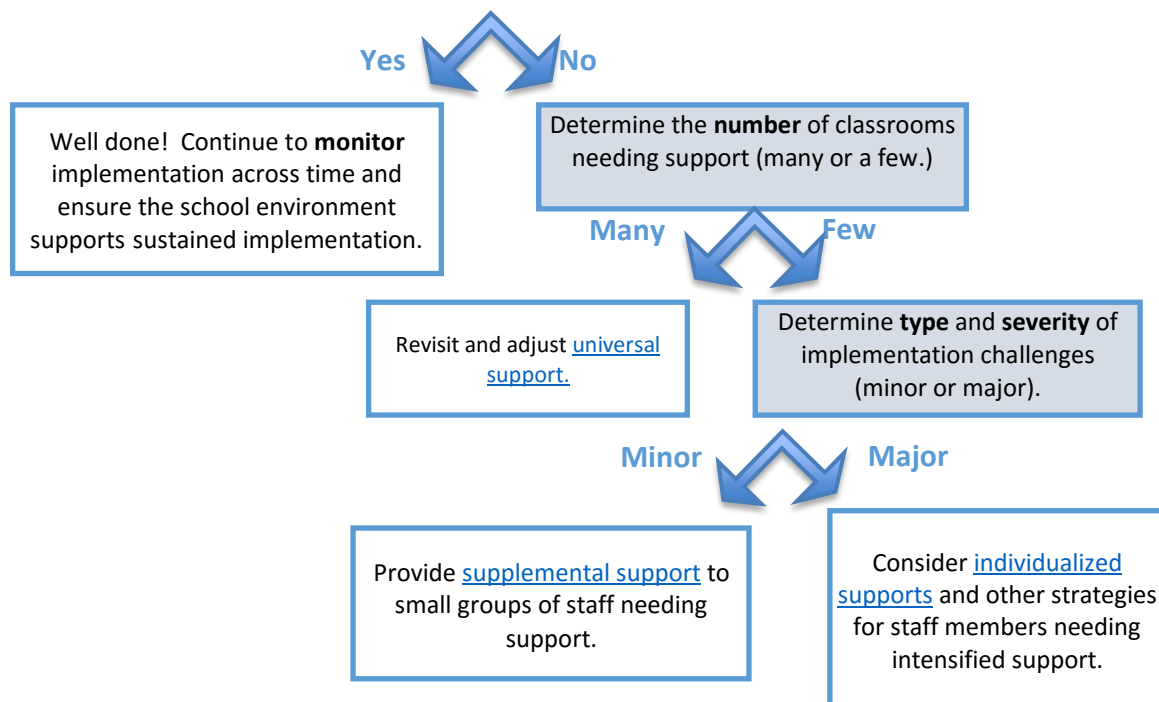 Yes
No
Well done!  Continue to monitor
implementation across time and
ensure the school environment
supports sustained implementation.
Determine the number of classrooms
needing support (many or a few.)
Many
Few
Revisit and adjust universal
support.
Determine type and severity of
implementation challenges
(minor or major).
Minor
Major
Provide supplemental support to
small groups of staff needing
support.
Consider individualized
supports and other strategies
for staff members needing
intensified support.